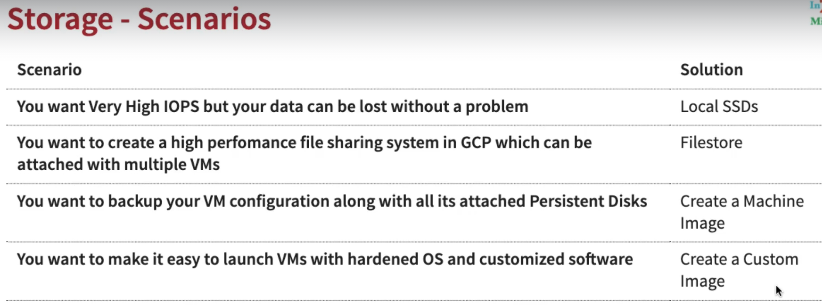 Storage - Scenarios
In
Mi
Scenario Solution
You want Very High IOPS but your data can be lost without a problem Local SSDs
You want to create a high perfomance file sharing system in GCP which can be Filestore
attached with multiple VMs
You want to backup your VM configuration along with all its attached Persistent Disks Create a Machine
Image
You want to make it easy to launch VMs with hardened OS and customized software Create a Custom
Image